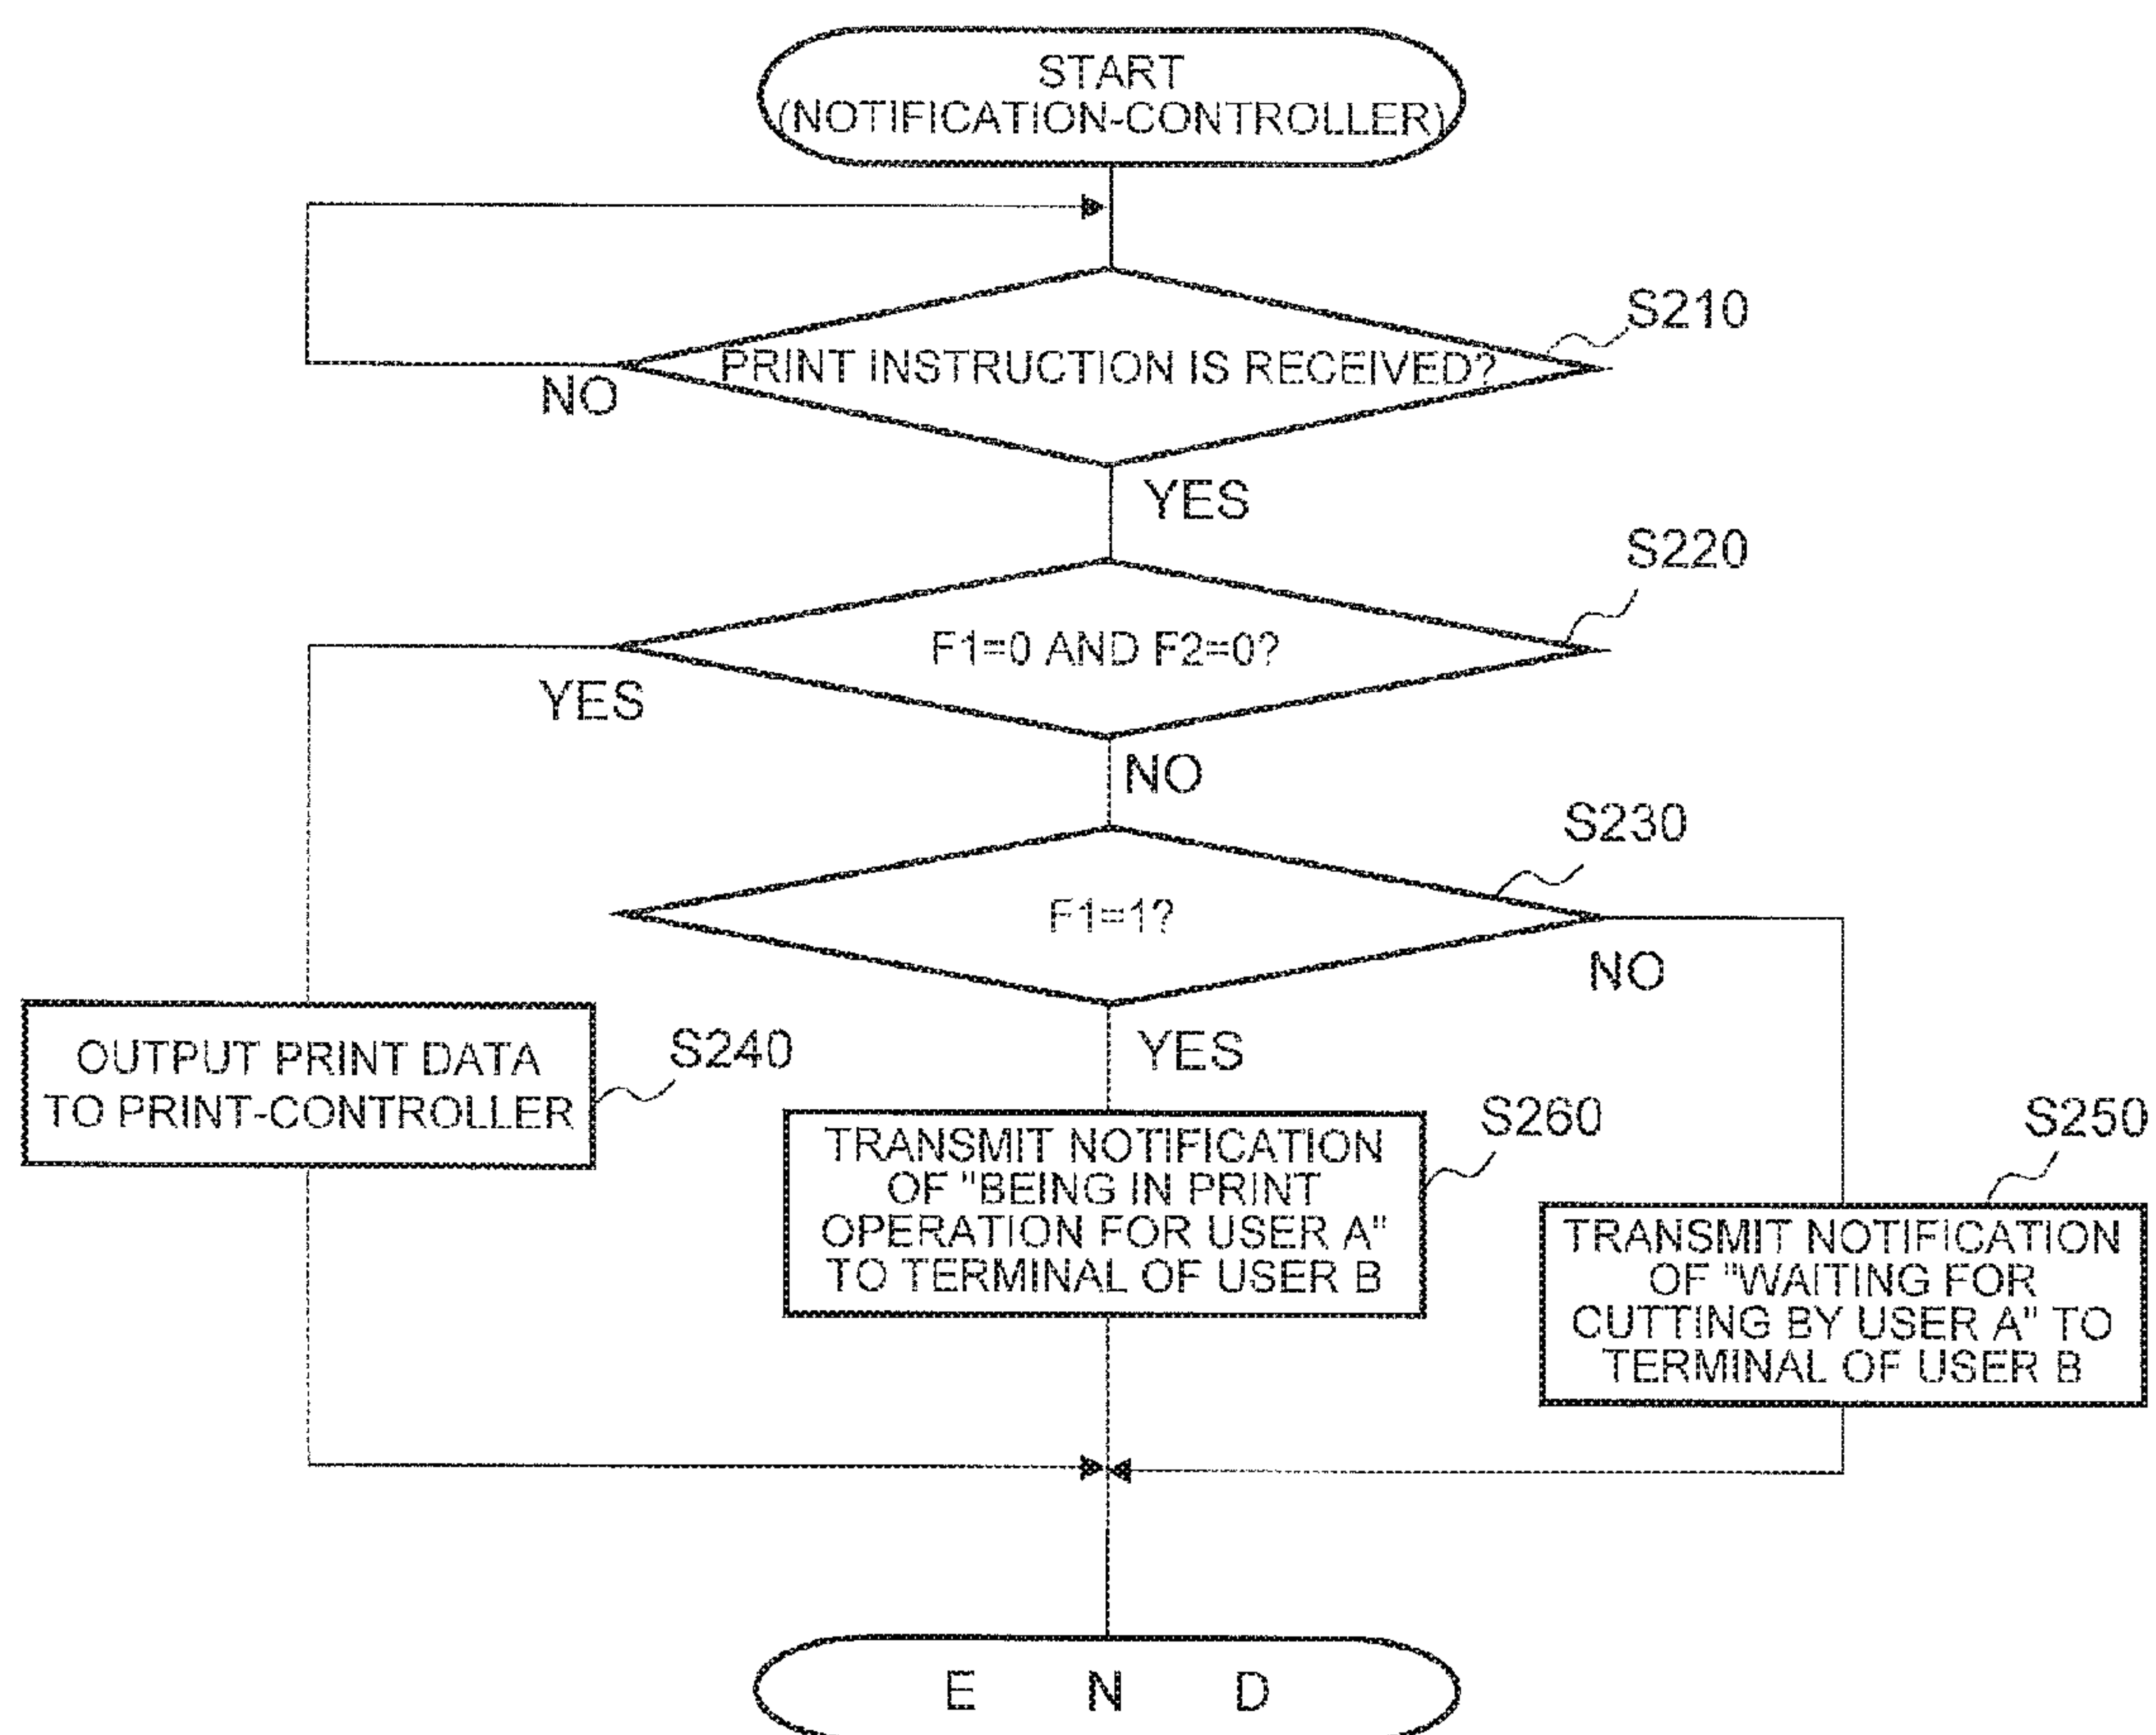 START
(NOTIFICATION-CONTROLLER)
S210
PRINT INSTRUCTION IS RECEIVED?
NO
YES
S220
F1=0 AND F2=0?
YES
NO
S230
F1=1?
NO
YES
OUTPUT PRINT DATA
TO PRINT-CONTROLLER
S240
TRANSMIT NOTIFICATION
OF "BEING IN PRINT
OPERATION FOR USER A"
TO TERMINAL OF USER B
S260
S250
TRANSMIT NOTIFICATION
OF "WAITING FOR
CUTTING BY USER A" TO
TERMINAL OF USER B
E N D